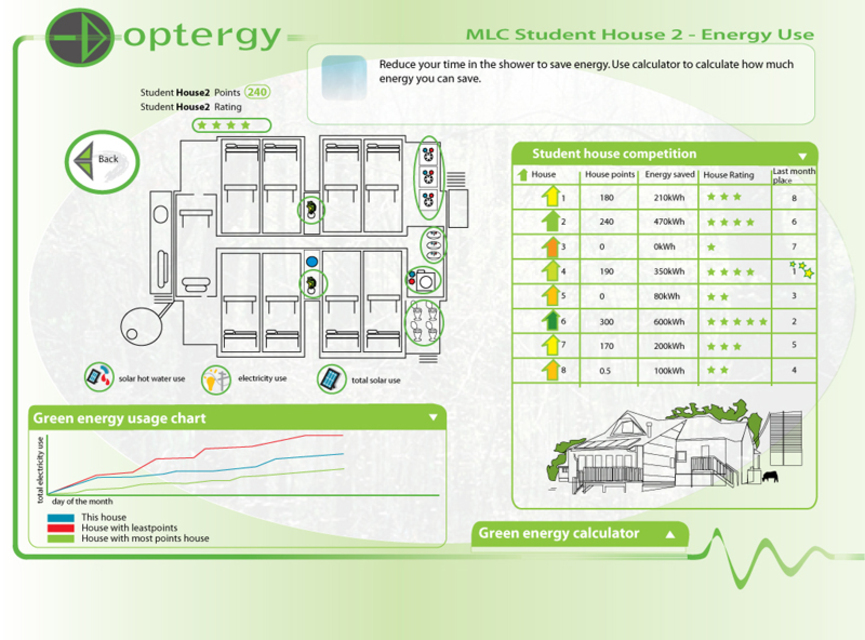 optergy
MLC Student House 2 - Energy Use
Reduce your time in the shower to save energy. Use calculator to calculate how much
energy you can save.
Student House2 Points 240
Student House2 Rating
Back
Student house competition
House House points Energy saved House Rating Last month
place
1 180 210kWh 8
2 240 470kWh 6
3 0 0kWh 7
4 190 350kWh 1
5 0 80kWh 3
6 300 600kWh 2
7 170 200kWh 5
8 0.5 100kWh 4
solar hot water use electricity use total solar use
Green energy usage chart
total electricity use
day of the month
This house
House with leastpoints
House with most points house
Green energy calculator